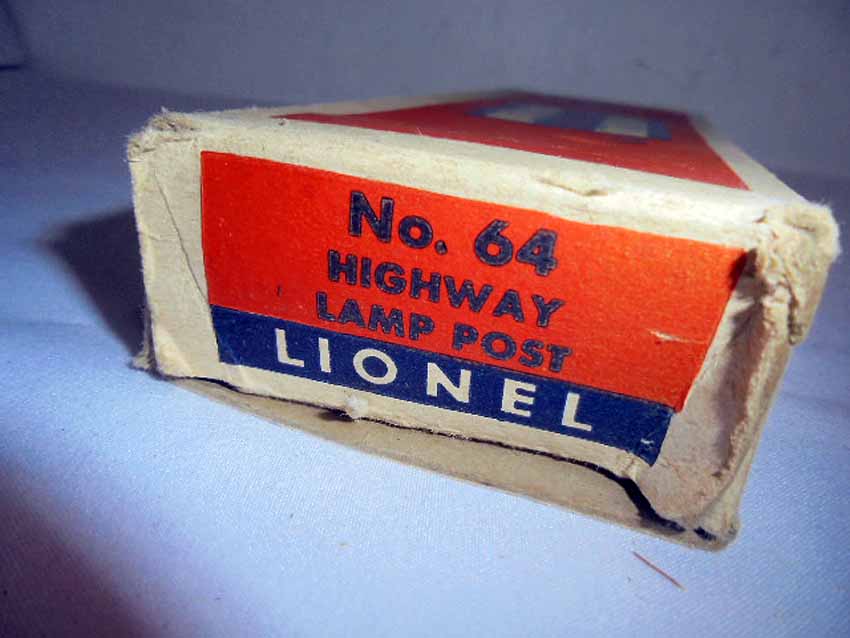 No. 64
HIGHWAY
LAMP POST
LIONEL